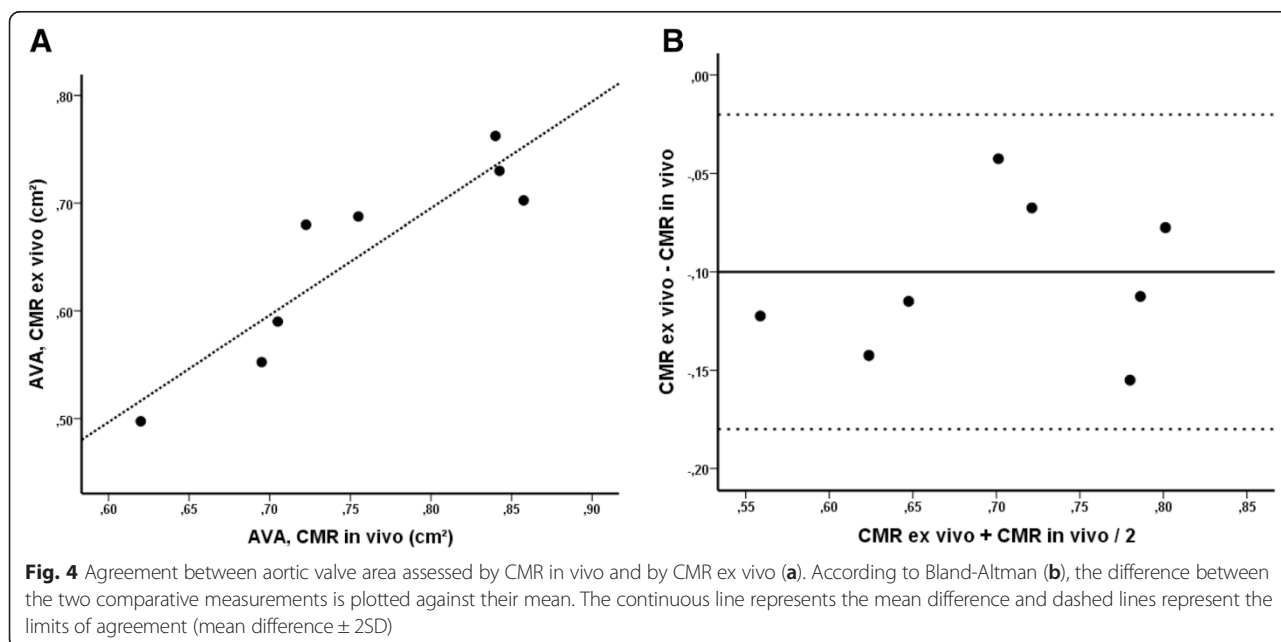 A
AVA, CMR ex vivo (cm²)
,80
,70
,60
,50
,60 ,65 ,70 ,75 ,80 ,85 ,90
AVA, CMR in vivo (cm²)
B
CMR ex vivo - CMR in vivo
,00
-,05
-,10
-,15
-,20
,55 ,60 ,65 ,70 ,75 ,80 ,85
CMR ex vivo + CMR in vivo / 2
Fig. 4 Agreement between aortic valve area assessed by CMR in vivo and by CMR ex vivo (a). According to Bland-Altman (b), the difference between
the two comparative measurements is plotted against their mean. The continuous line represents the mean difference and dashed lines represent the
limits of agreement (mean difference ± 2SD)